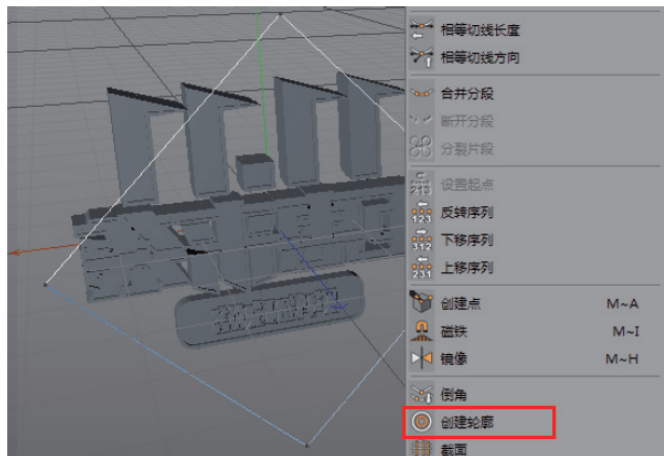 相等切线长度
相等切线方向
合并分段
断开分段
分裂片段
设置起点
反转序列
下移序列
上移序列
创建点 M~A
磁铁 M~I
镜像 M~H
倒角
创建轮廓
截面